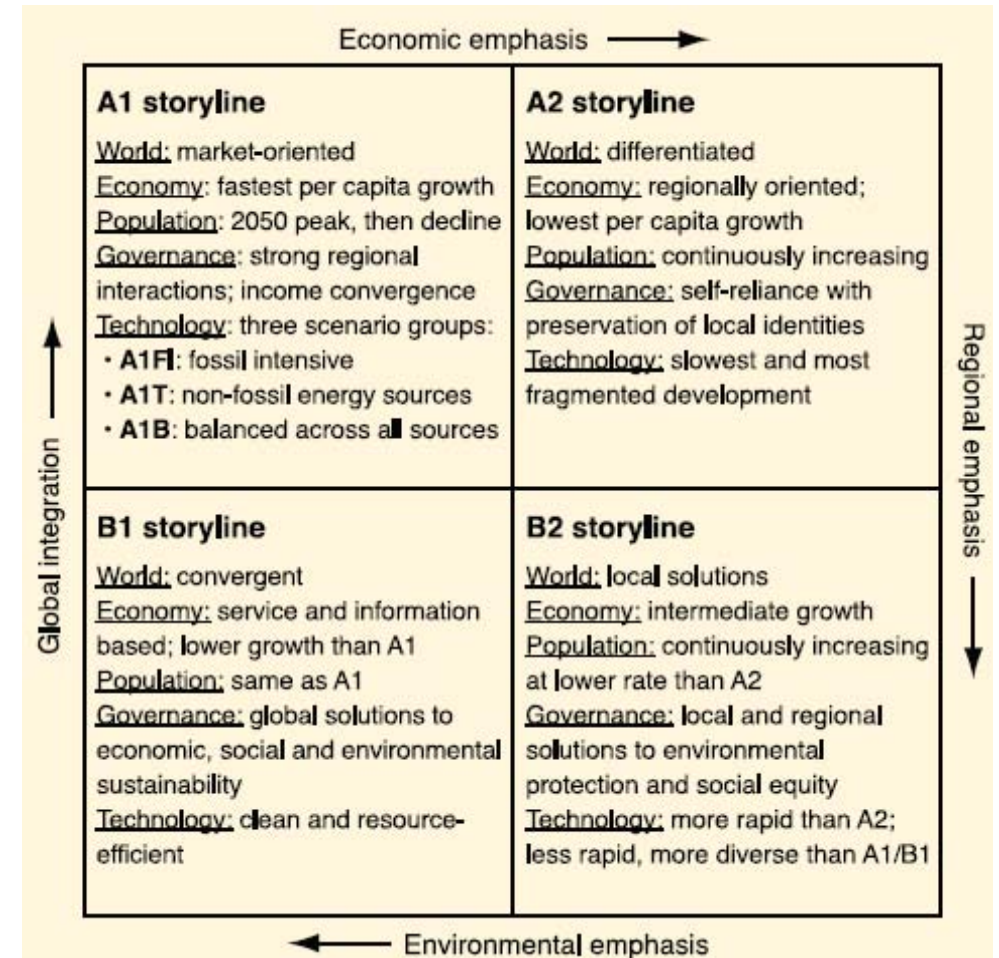 Economic emphasis
A1 storyline
World: market-oriented
Economy: fastest per capita growth
Population: 2050 peak, then decline
Governance: strong regional
interactions; income convergence
Technology: three scenario groups:
• A1FI: fossil intensive
• A1T: non-fossil energy sources
• A1B: balanced across all sources
A2 storyline
World: differentiated
Economy: regionally oriented;
lowest per capita growth
Population: continuously increasing
Governance: self-reliance with
preservation of local identities
Technology: slowest and most
fragmented development
Global integration
Regional emphasis
B1 storyline
World: convergent
Economy: service and information
based; lower growth than A1
Population: same as A1
Governance: global solutions to
economic, social and environmental
sustainability
Technology: clean and resource-
efficient
B2 storyline
World: local solutions
Economy: intermediate growth
Population: continuously increasing
at lower rate than A2
Governance: local and regional
solutions to environmental
protection and social equity
Technology: more rapid than A2;
less rapid, more diverse than A1/B1
Environmental emphasis